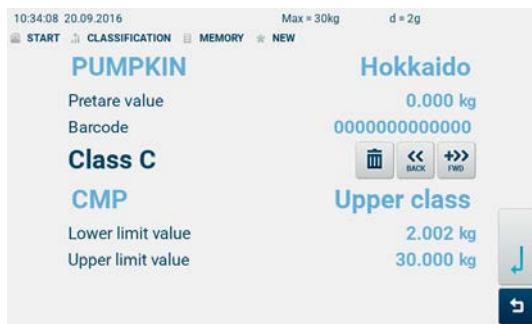 10:34:08 20.09.2016 Max = 30kg d = 2g
START CLASSIFICATION MEMORY NEW
PUMPKIN Hokkaido
Pretare value 0.000 kg
Barcode 0000000000000
Class C << BACK +>> FWD
CMP Upper class
Lower limit value 2.002 kg
Upper limit value 30.000 kg